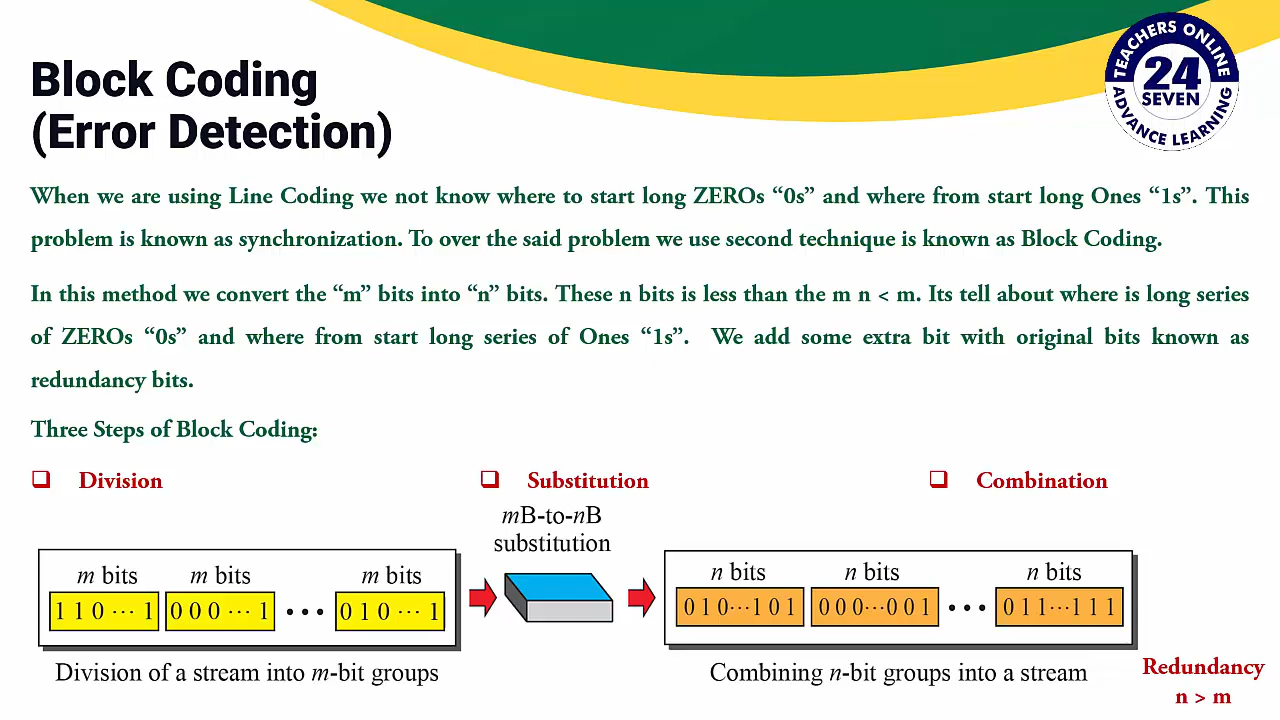 TEACHERS ONLINE
24
SEVEN
ADVANCE LEARNING
Block Coding
(Error Detection)
When we are using Line Coding we not know where to start long ZEROs “0s” and where from start long Ones “1s”. This
problem is known as synchronization. To over the said problem we use second technique is known as Block Coding.
In this method we convert the “m” bits into “n” bits. These n bits is less than the m n < m. Its tell about where is long series
of ZEROs “0s” and where from start long series of Ones “1s”. We add some extra bit with original bits known as
redundancy bits.
Three Steps of Block Coding:
❑ Division ❑ Substitution ❑ Combination
mB-to-nB
substitution
m bits m bits m bits
1 1 0 ··· 1 0 0 0 ··· 1 ••• 0 1 0 ··· 1
Division of a stream into m-bit groups
n bits n bits n bits
0 1 0···1 0 1 0 0 0···0 0 1 ••• 0 1 1···1 1 1
Combining n-bit groups into a stream
Redundancy
n > m